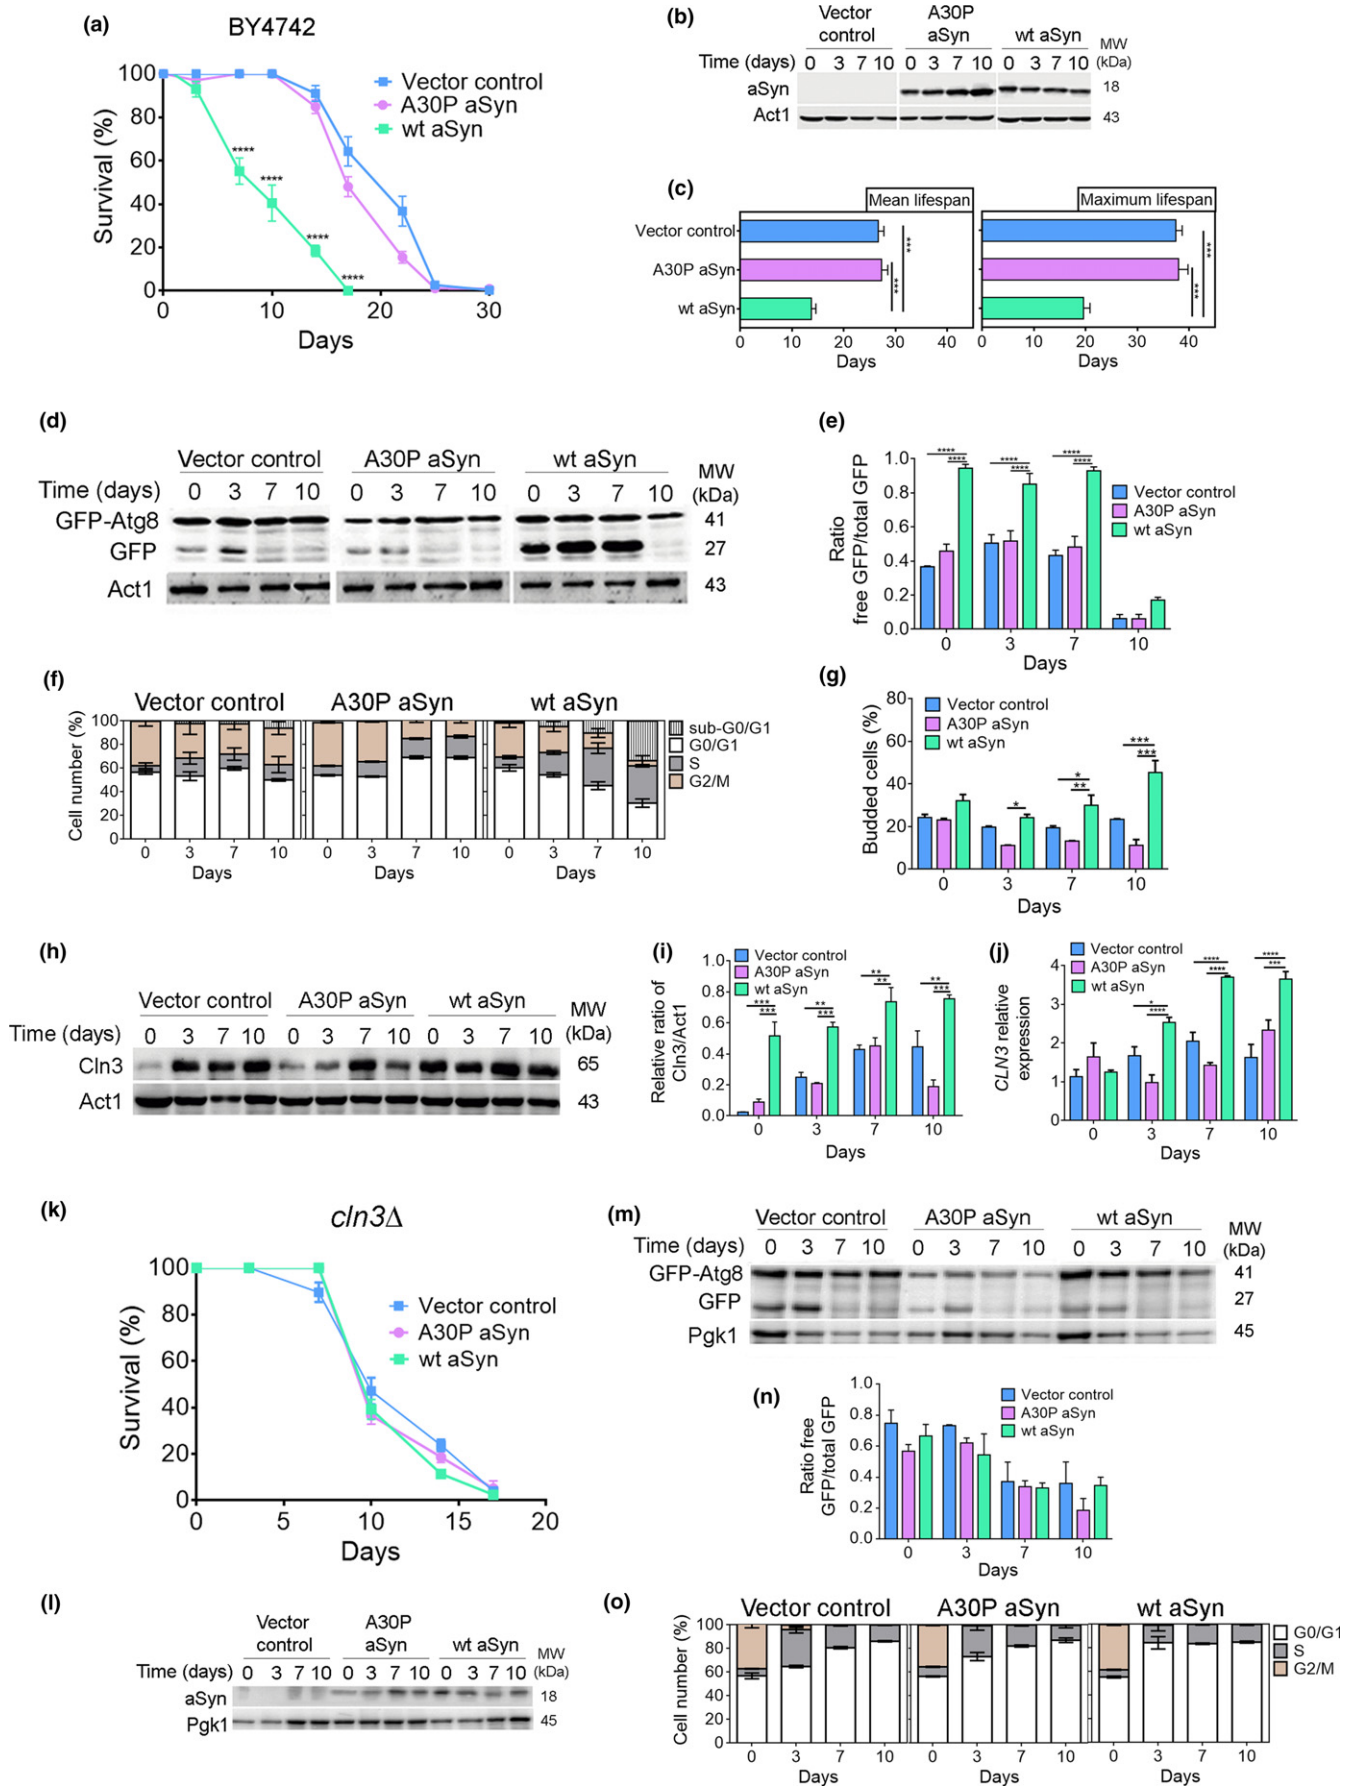 (a)
BY4742
Survival (%)
100
80
60
40
20
0
Vector control
A30P aSyn
wt aSyn
****
****
****
****
0 10 20 30
Days
(b)
Vector control
A30P aSyn
wt aSyn
MW (kDa)
Time (days) 0 3 7 10 0 3 7 10 0 3 7 10
aSyn 18
Act1 43
(c)
Mean lifespan
Maximum lifespan
Vector control
A30P aSyn
wt aSyn
***
***
***
***
0 10 20 30 40
Days
0 10 20 30 40
Days
(d)
Vector control A30P aSyn wt aSyn
MW (kDa)
Time (days) 0 3 7 10 0 3 7 10 0 3 7 10
GFP-Atg8 41
GFP 27
Act1 43
(e)
Ratio free GFP/total GFP
1.0
0.8
0.6
0.4
0.2
0.0
****
****
****
****
****
****
Vector control
A30P aSyn
wt aSyn
0 3 7 10
Days
(f)
Vector control A30P aSyn wt aSyn
Cell number (%)
100
80
60
40
20
0
sub-G0/G1
G0/G1
S
G2/M
0 3 7 10 0 3 7 10 0 3 7 10
Days Days Days
(g)
Budded cells (%)
80
60
40
20
0
Vector control
A30P aSyn
wt aSyn
*
*
**
***
***
0 3 7 10
Days
(h)
Vector control A30P aSyn wt aSyn
MW (kDa)
Time (days) 0 3 7 10 0 3 7 10 0 3 7 10
Cln3 65
Act1 43
(i)
Relative ratio of Cln3/Act1
1.0
0.8
0.6
0.4
0.2
0.0
Vector control
A30P aSyn
wt aSyn
***
***
**
***
**
**
**
***
0 3 7 10
Days
(j)
CLN3 relative expression
4
2
1
0
Vector control
A30P aSyn
wt aSyn
*
****
****
****
****
***
0 3 7 10
Days
(k)
cln3Δ
Survival (%)
100
80
60
40
20
0
Vector control
A30P aSyn
wt aSyn
0 5 10 15 20
Days
(m)
Vector control A30P aSyn wt aSyn
MW (kDa)
Time (days) 0 3 7 10 0 3 7 10 0 3 7 10
GFP-Atg8 41
GFP 27
Pgk1 45
(n)
Ratio free GFP/total GFP
1.0
0.8
0.6
0.4
0.2
0.0
Vector control
A30P aSyn
wt aSyn
0 3 7 10
Days
(l)
Vector control
A30P aSyn
wt aSyn
MW (kDa)
Time (days) 0 3 7 10 0 3 7 10 0 3 7 10
aSyn 18
Pgk1 45
(o)
Vector control A30P aSyn wt aSyn
Cell number (%)
100
80
60
40
20
0
G0/G1
S
G2/M
0 3 7 10 0 3 7 10 0 3 7 10
Days Days Days